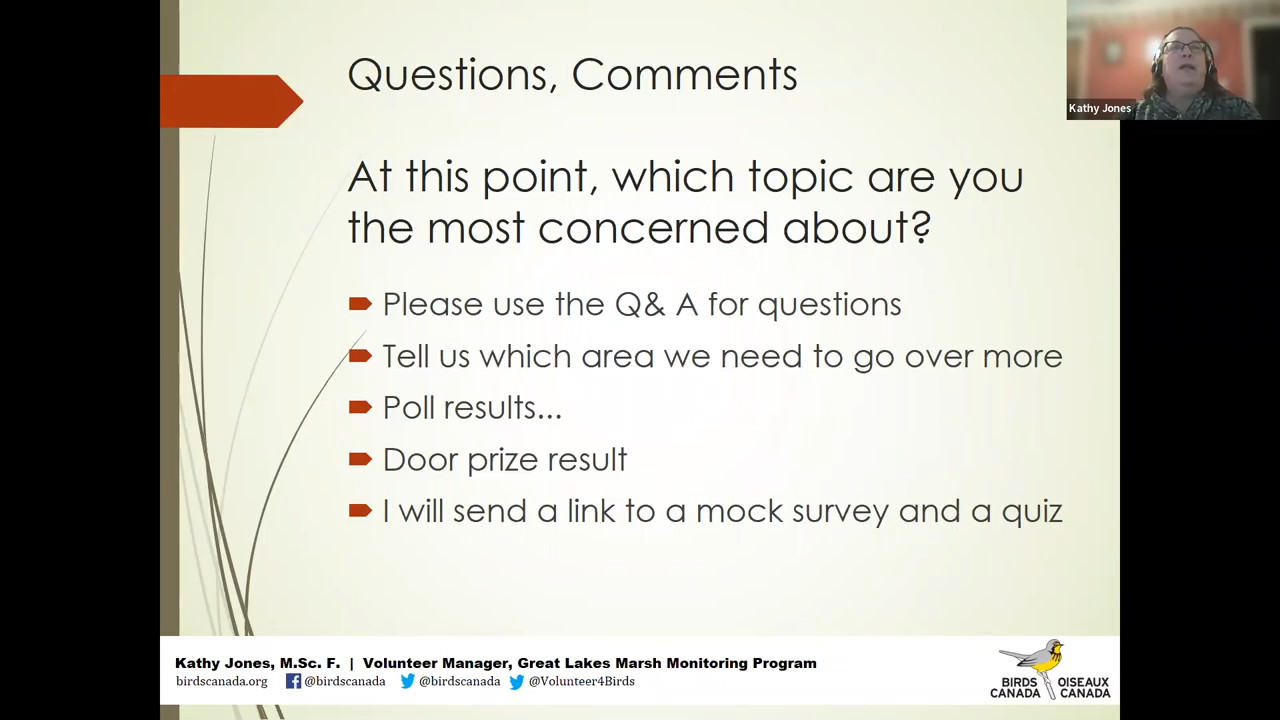 Questions, Comments
Kathy Jones
At this point, which topic are you
the most concerned about?
Please use the Q& A for questions
Tell us which area we need to go over more
Poll results...
Door prize result
I will send a link to a mock survey and a quiz
Kathy Jones, M.Sc. F. | Volunteer Manager, Great Lakes Marsh Monitoring Program
birdscanada.org @birdscanada @birdscanada @Volunteer4Birds
BIRDS OISEAUX
CANADA CANADA